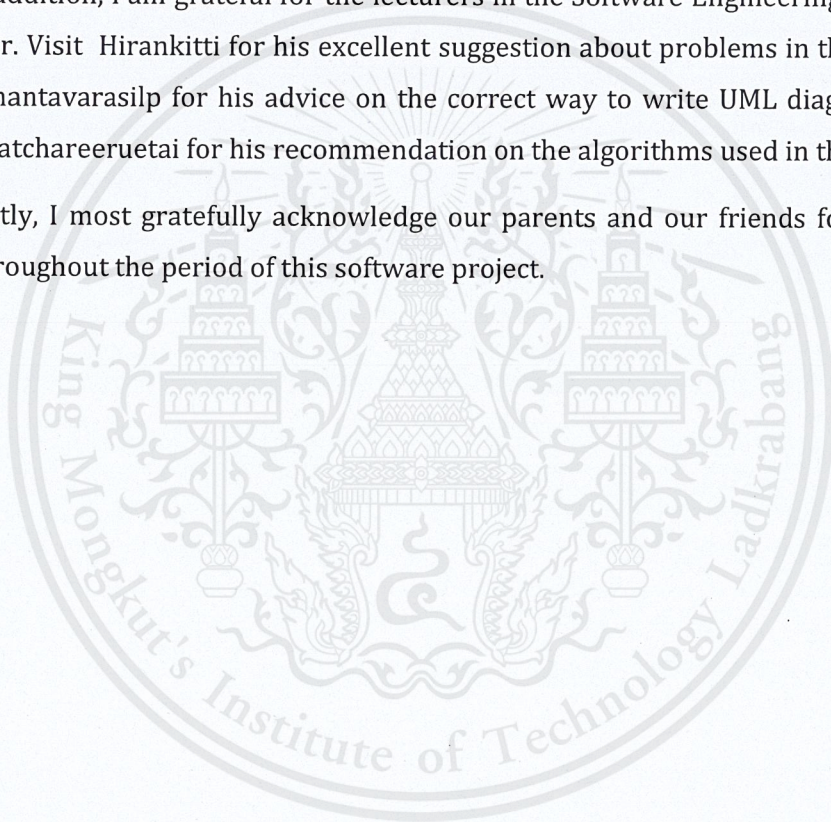 addition, I am grateful for the lecturers in the Software Engineering
r. Visit Hirankitti for his excellent suggestion about problems in th
nantavarasilp for his advice on the correct way to write UML diag
atchareeruetai for his recommendation on the algorithms used in th
tly, I most gratefully acknowledge our parents and our friends fo
roughout the period of this software project.
King Mongkut's Institute of Technology Ladkrabang